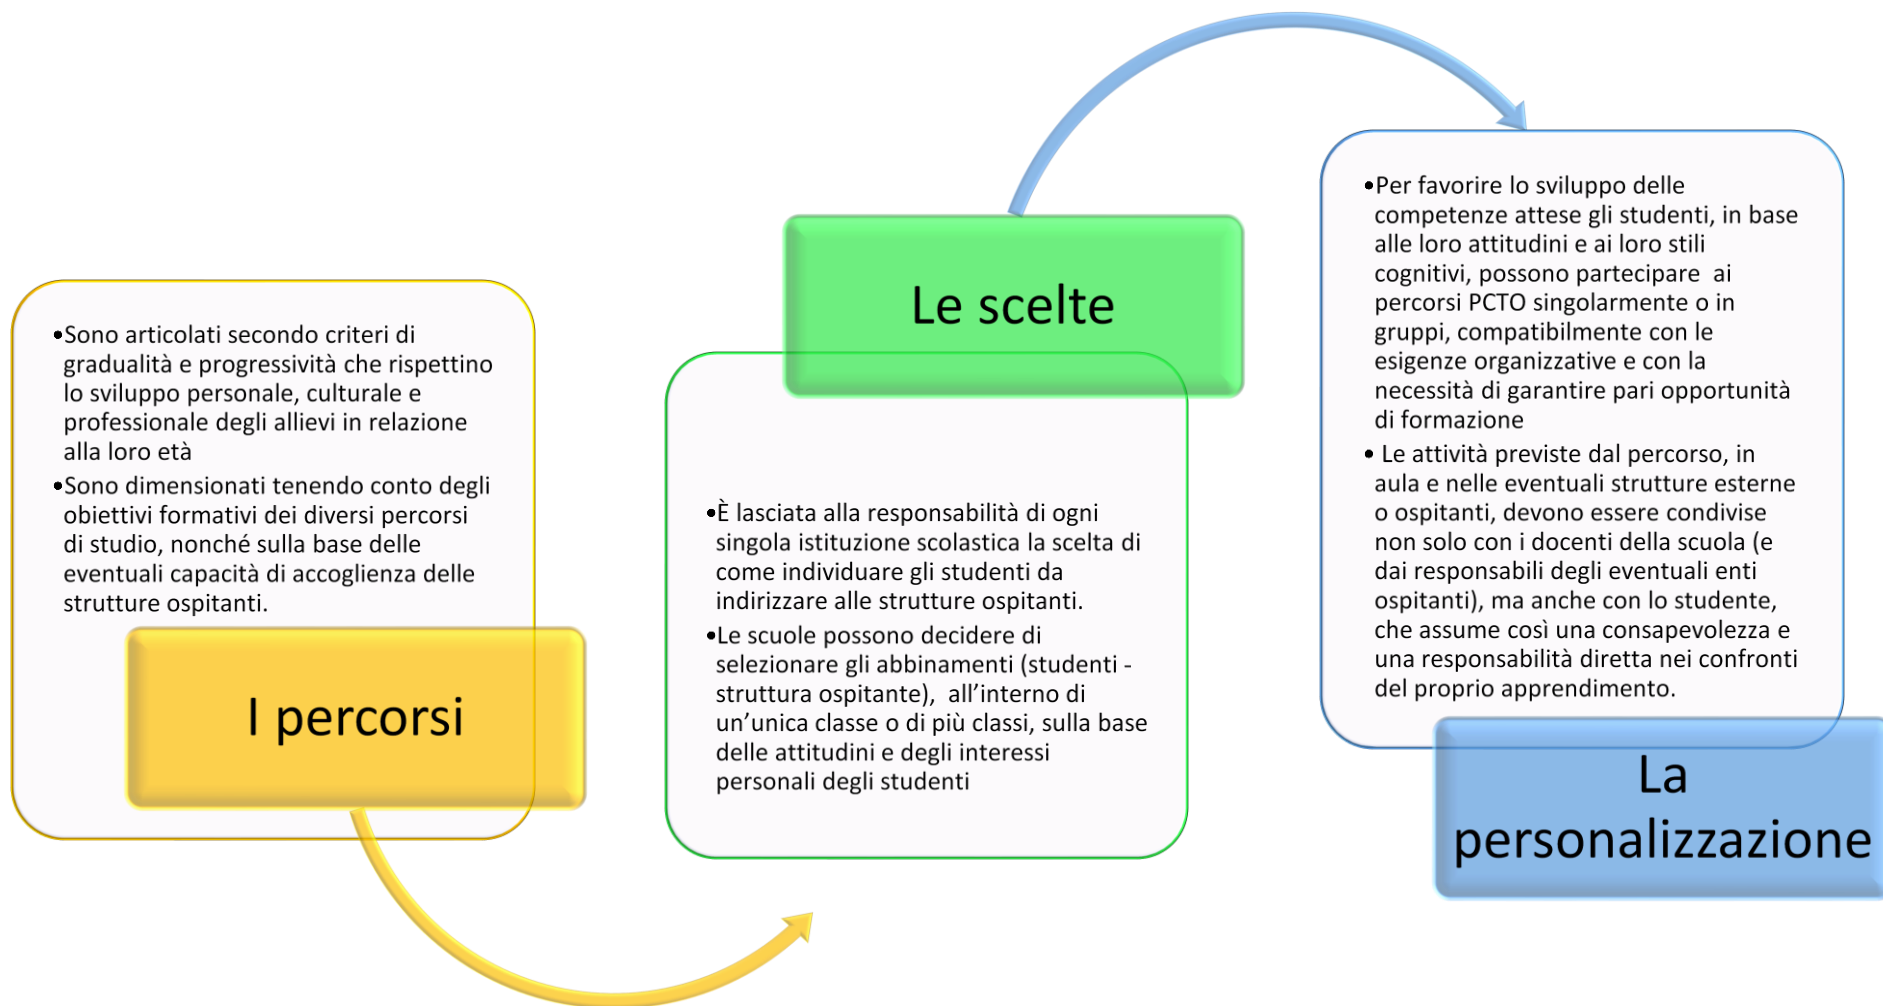 •Sono articolati secondo criteri di
gradualità e progressività che rispettino
lo sviluppo personale, culturale e
professionale degli allievi in relazione
alla loro età
•Sono dimensionati tenendo conto degli
obiettivi formativi dei diversi percorsi
di studio, nonché sulla base delle
eventuali capacità di accoglienza delle
strutture ospitanti.
I percorsi
Le scelte
•È lasciata alla responsabilità di ogni
singola istituzione scolastica la scelta di
come individuare gli studenti da
indirizzare alle strutture ospitanti.
•Le scuole possono decidere di
selezionare gli abbinamenti (studenti -
struttura ospitante),  all’interno di
un’unica classe o di più classi, sulla base
delle attitudini e degli interessi
personali degli studenti
•Per favorire lo sviluppo delle
competenze attese gli studenti, in base
alle loro attitudini e ai loro stili
cognitivi, possono partecipare  ai
percorsi PCTO singolarmente o in
gruppi, compatibilmente con le
esigenze organizzative e con la
necessità di garantire pari opportunità
di formazione
• Le attività previste dal percorso, in
aula e nelle eventuali strutture esterne
o ospitanti, devono essere condivise
non solo con i docenti della scuola (e
dai responsabili degli eventuali enti
ospitanti), ma anche con lo studente,
che assume così una consapevolezza e
una responsabilità diretta nei confronti
del proprio apprendimento.
La
personalizzazione